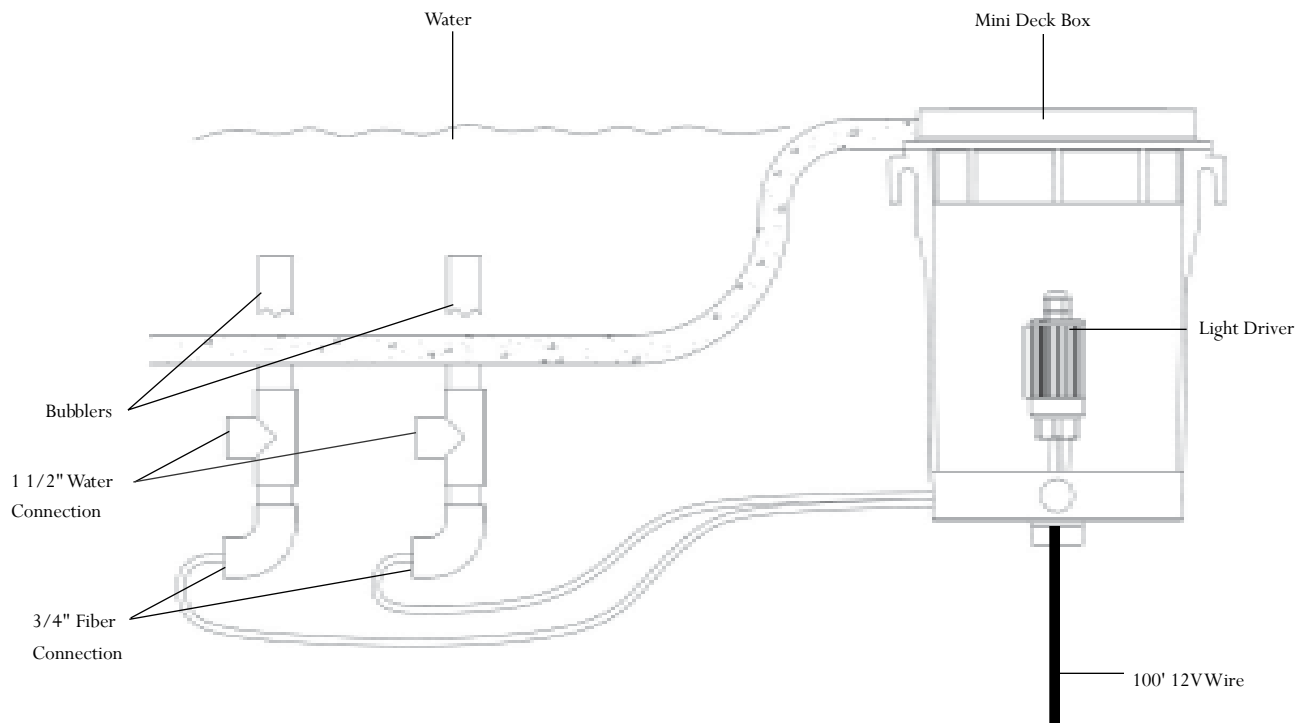 Water
Mini Deck Box
Light Driver
Bubblers
1 1/2" Water
Connection
3/4" Fiber
Connection
100' 12V Wire